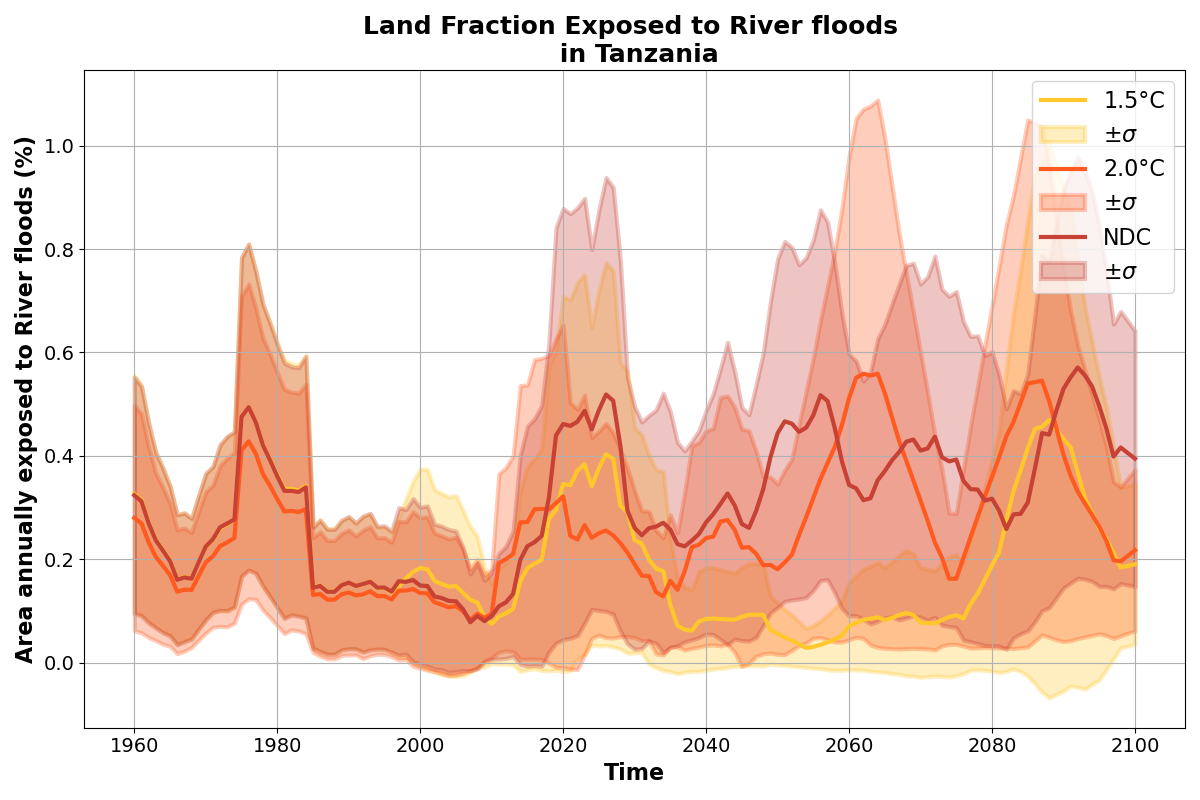 Land Fraction Exposed to River floods
in Tanzania
Area annually exposed to River floods (%)
1.0
0.8
0.6
0.4
0.2
0.0
1960
1980
2000
2020
2040
2060
2080
2100
Time
1.5°C
±σ
2.0°C
±σ
NDC
±σ